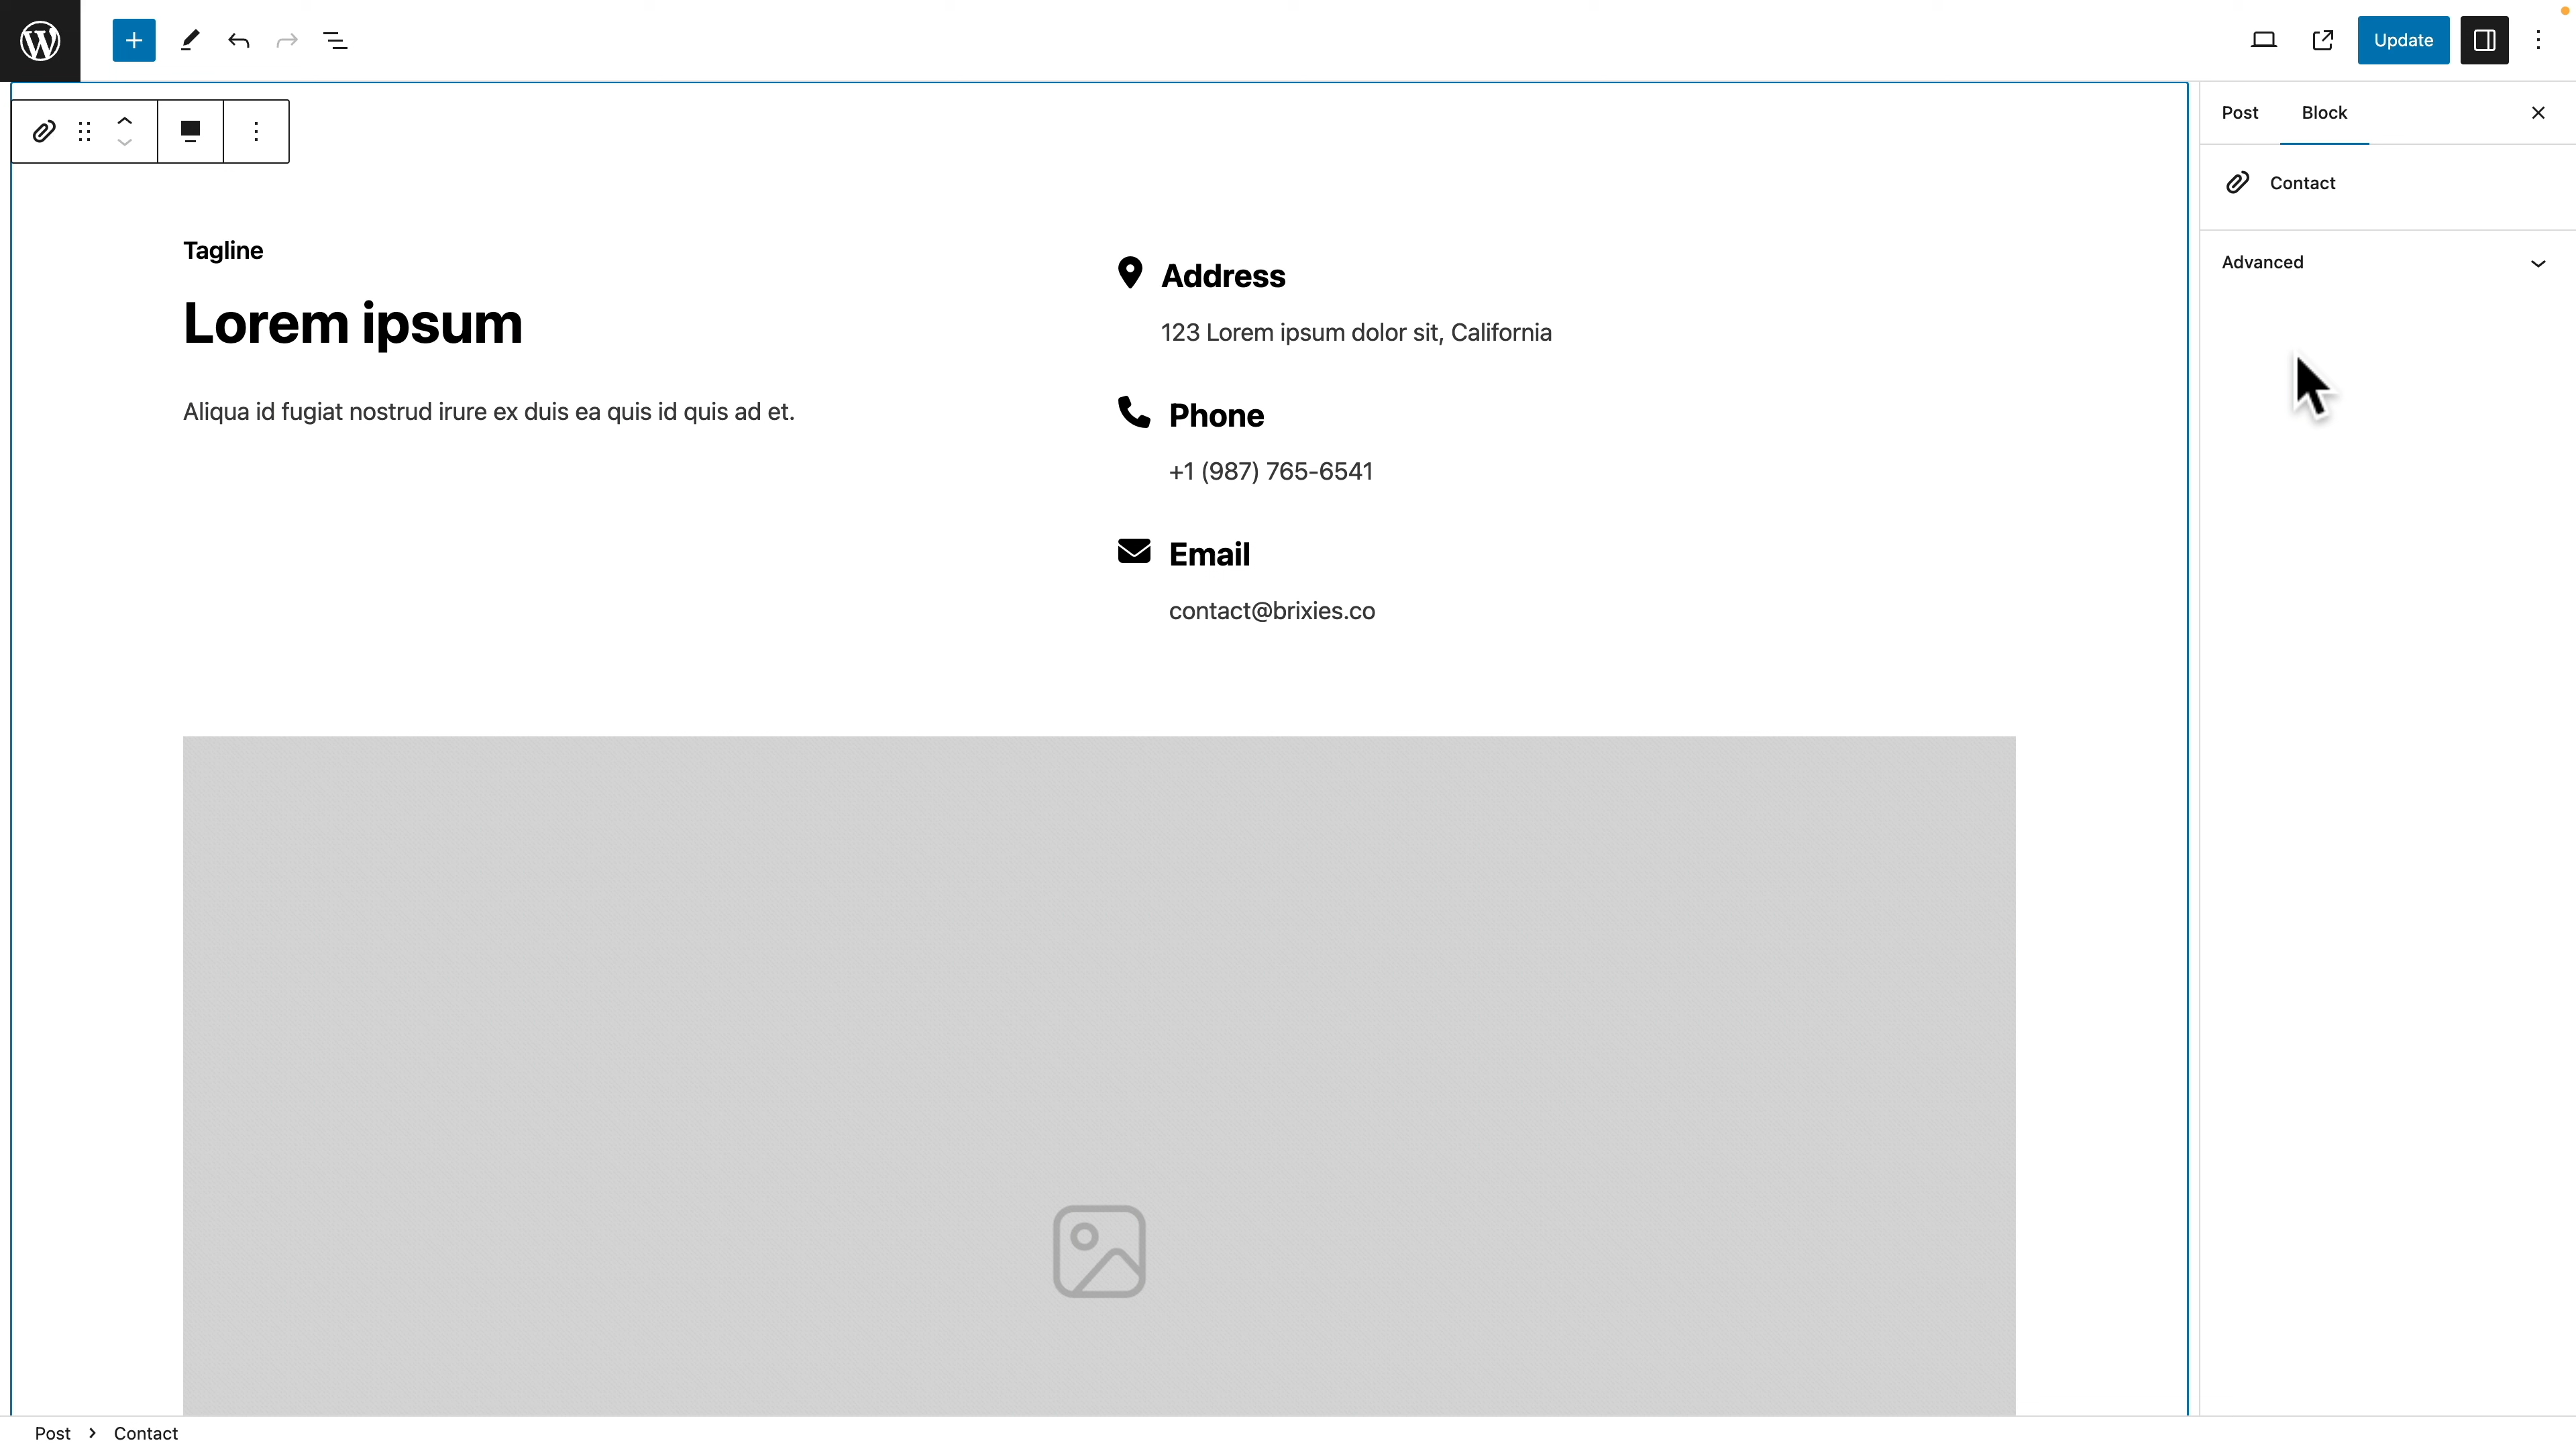 Update
Post Block
Contact
Advanced
Tagline
Lorem ipsum
Aliqua id fugiat nostrud irure ex duis ea quis id quis ad et.
Address
123 Lorem ipsum dolor sit, California
Phone
+1 (987) 765-6541
Email
contact@brixies.co
Post › Contact